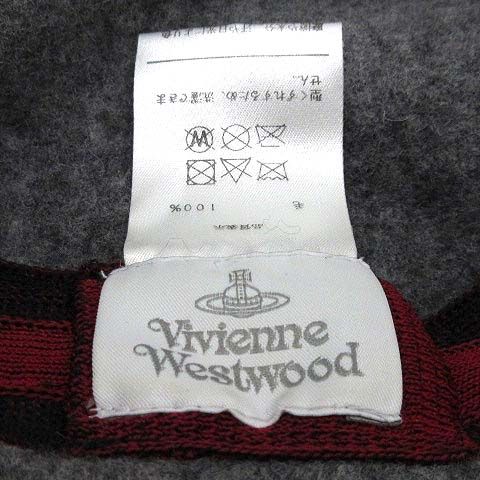 Vivienne
Westwood
毛 100%
型くずれするため、洗濯できま
せん。